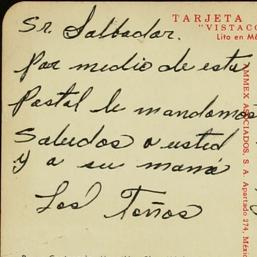 Sr. Salbador.
TARJETA
"VISTACO
Lito en Mé
Por medio de esta
Postal le mandamos
Saludos a usted
y a su mamá
Los Toños
AMMEX ASOCIADOS, S. A. Apartado 274, Méxic